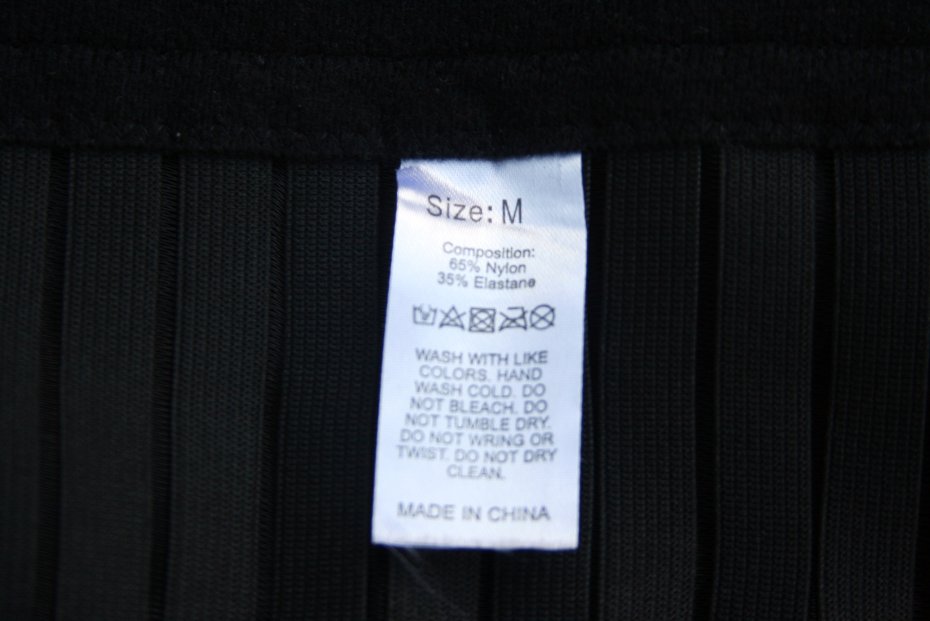 Size: M
Composition:
65% Nylon
35% Elastane
WASH WITH LIKE
COLORS. HAND
WASH COLD. DO
NOT BLEACH. DO
NOT TUMBLE DRY.
DO NOT WRING OR
TWIST. DO NOT DRY
CLEAN.
MADE IN CHINA